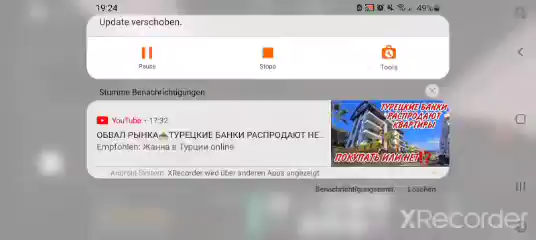 19:24
49%
Update verschoben.
Pause
Stopp
Tools
Stumme Benachrichtigungen
YouTube • 17:32
ОБВАЛ РЫНКА🏠ТУРЕЦКИЕ БАНКИ РАСПРОДАЮТ НЕ...
Empfohlen: Жанна в Турции online
ТУРЕЦКИЕ БАНКИ
РАСПРОДАЮТ
КВАРТИРЫ
ПОКУПАТЬ ИЛИ НЕТ
Android System XRecorder wird über anderen Apps angezeigt
Löschen
XRecorder